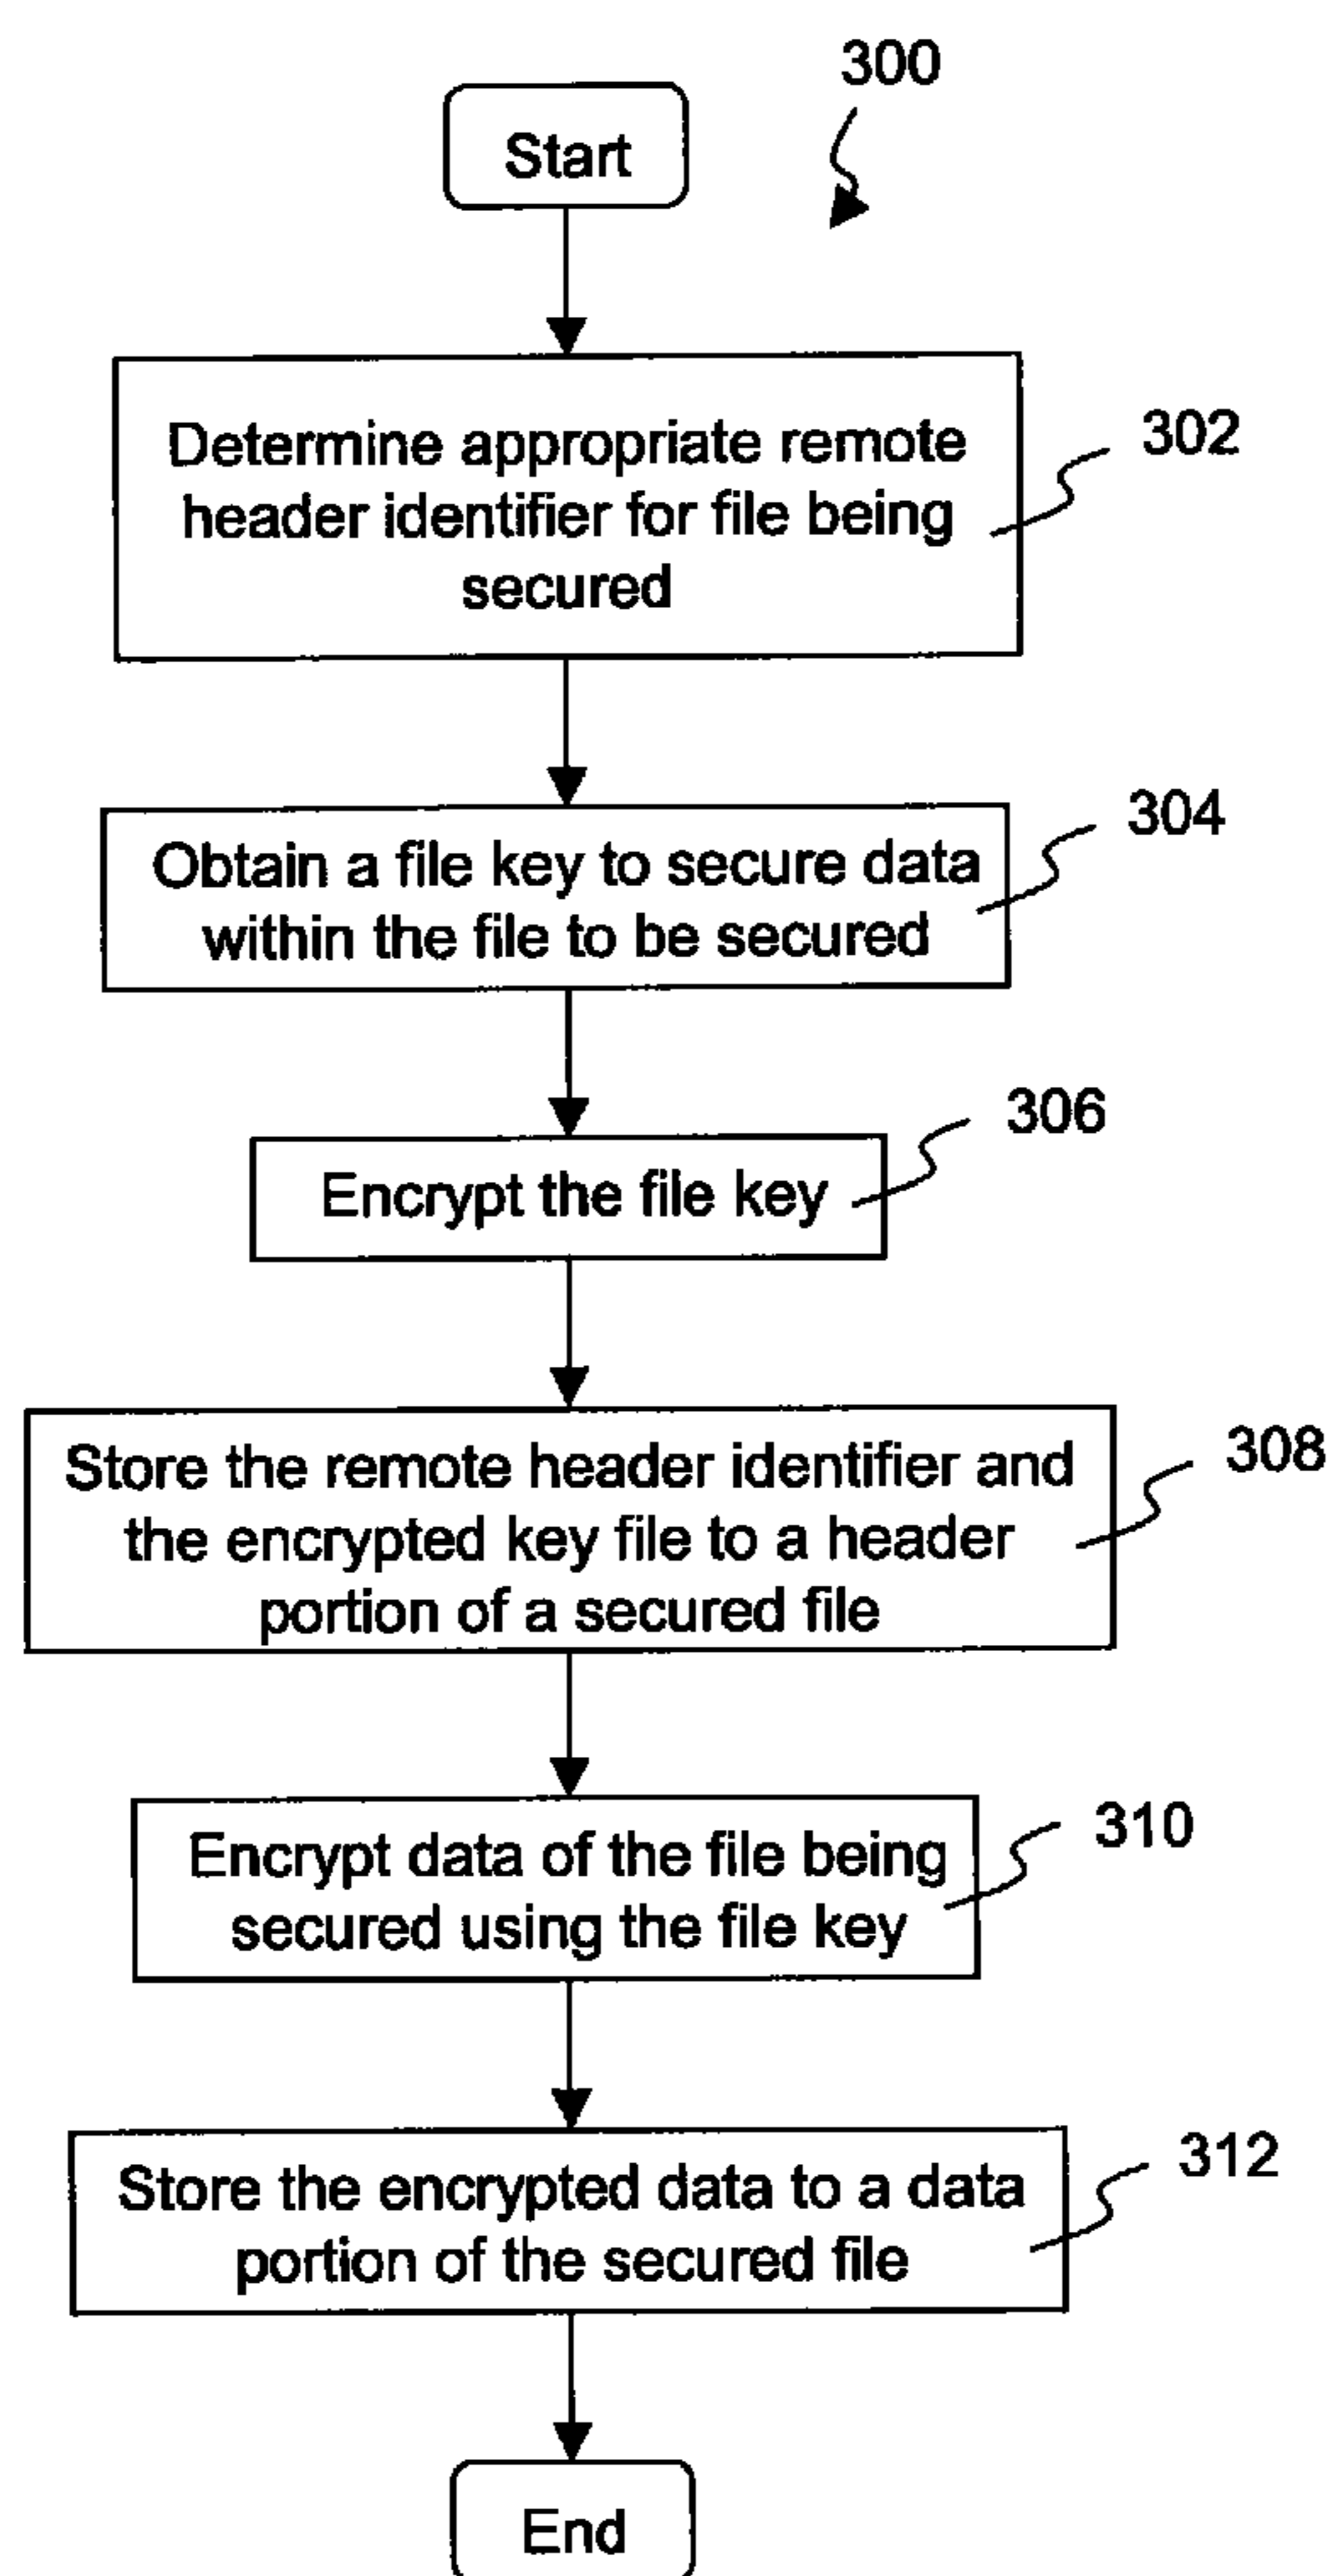 300
Start
Determine appropriate remote
header identifier for file being
secured
302
Obtain a file key to secure data
within the file to be secured
304
Encrypt the file key
306
Store the remote header identifier and
the encrypted key file to a header
portion of a secured file
308
Encrypt data of the file being
secured using the file key
310
Store the encrypted data to a data
portion of the secured file
312
End